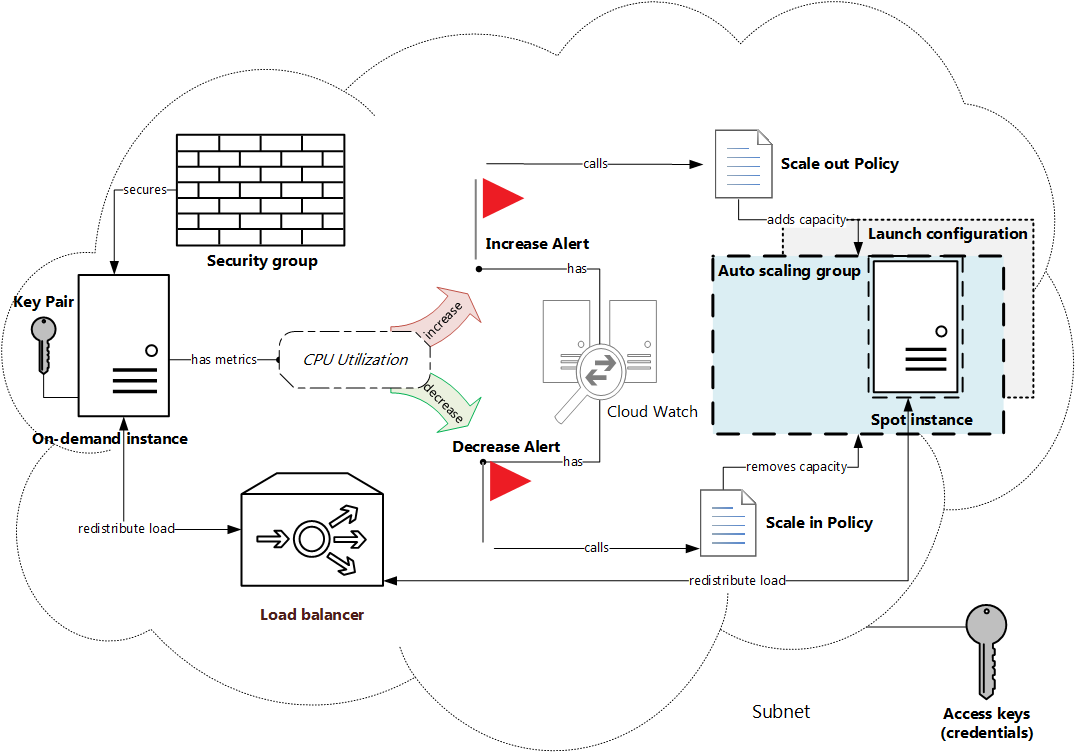 calls
Scale out Policy
secures
adds capacity
Increase Alert
Launch configuration
Security group
has
Auto scaling group
Key Pair
increase
has metrics
CPU Utilization
decrease
Cloud Watch
Spot instance
On-demand instance
Decrease Alert
has
removes capacity
redistribute load
Scale in Policy
calls
redistribute load
Load balancer
Subnet
Access keys
(credentials)